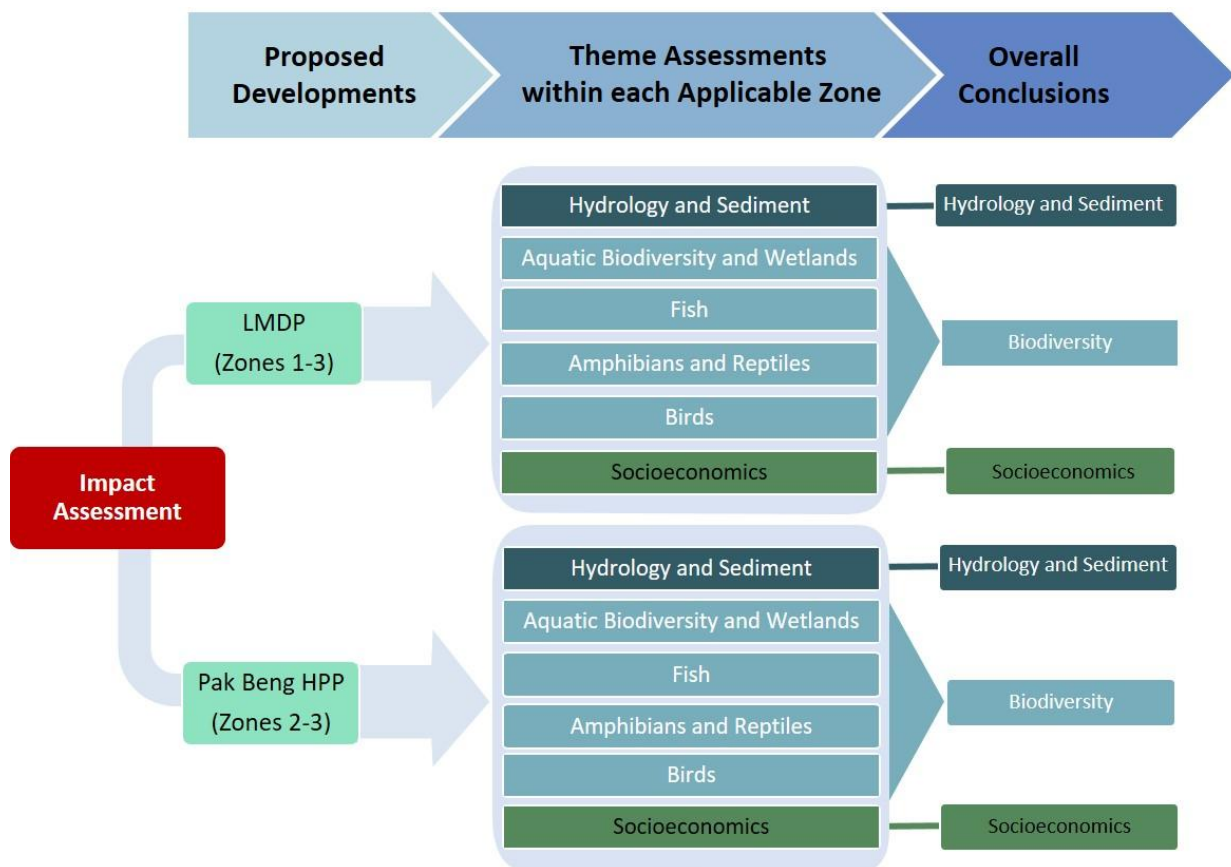 Proposed
Developments
Theme Assessments
within each Applicable Zone
Overall
Conclusions
Impact
Assessment
LMDP
(Zones 1-3)
Hydrology and Sediment
Aquatic Biodiversity and Wetlands
Fish
Amphibians and Reptiles
Birds
Socioeconomics
Hydrology and Sediment
Biodiversity
Socioeconomics
Pak Beng HPP
(Zones 2-3)
Hydrology and Sediment
Aquatic Biodiversity and Wetlands
Fish
Amphibians and Reptiles
Birds
Socioeconomics
Hydrology and Sediment
Biodiversity
Socioeconomics